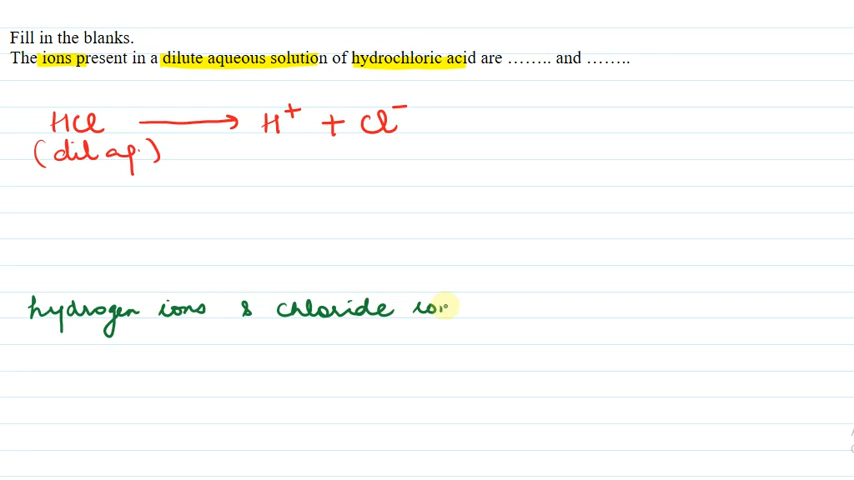 Fill in the blanks.
The ions present in a dilute aqueous solution of hydrochloric acid are …….. and ……..
HCl ⟶ H⁺ + Cl⁻
(dil aq.)
hydrogen ions & chloride ion